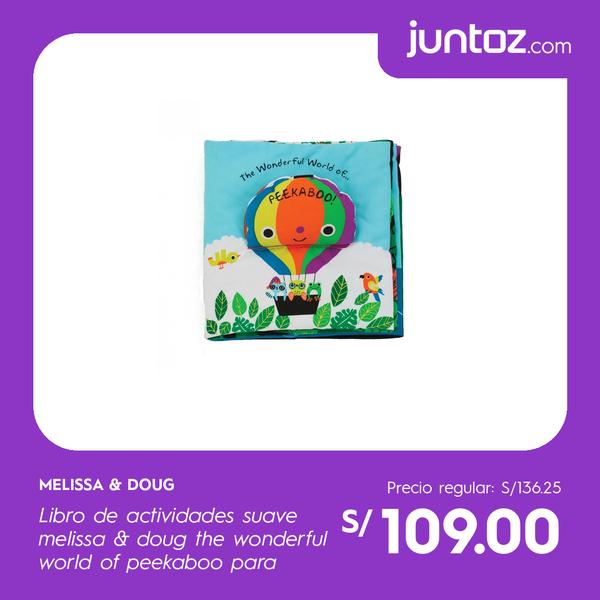 juntoz.com
The Wonderful World of...
PEEKABOO!
MELISSA & DOUG
Libro de actividades suave
melissa & doug the wonderful
world of peekaboo para
Precio regular: S/136.25
S/109.00